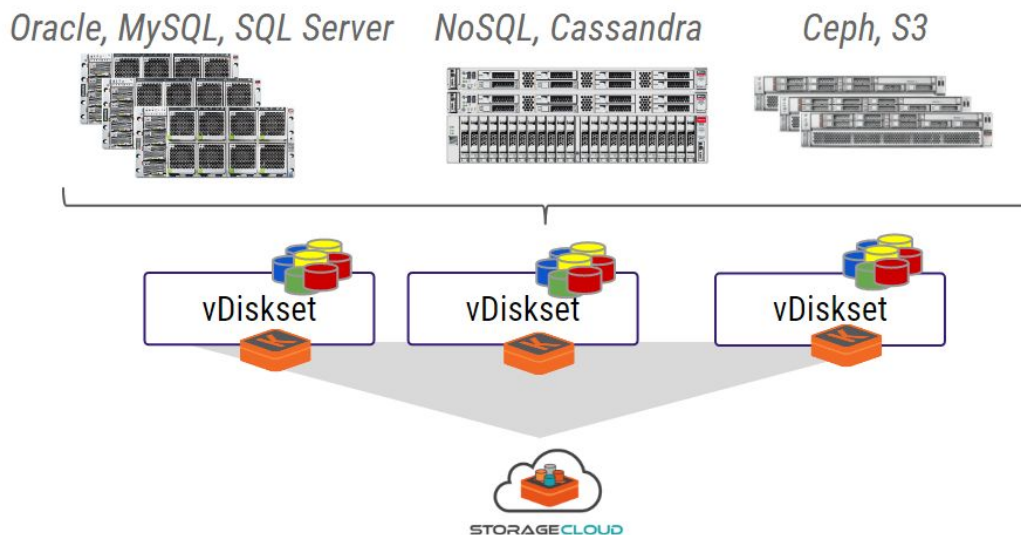 Oracle, MySQL, SQL Server NoSQL, Cassandra Ceph, S3
vDiskset vDiskset vDiskset
K K K
STORAGECLOUD